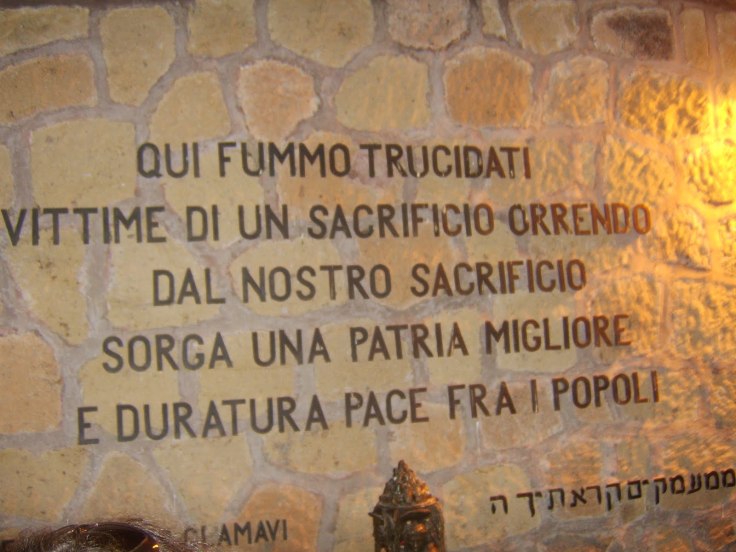 QUI FUMMO TRUCIDATI
VITTIME DI UN SACRIFICIO ORRENDO
DAL NOSTRO SACRIFICIO
SORGA UNA PATRIA MIGLIORE
E DURATURA PACE FRA I POPOLI
ממעמקים קראתיך ה
CLAMAVI